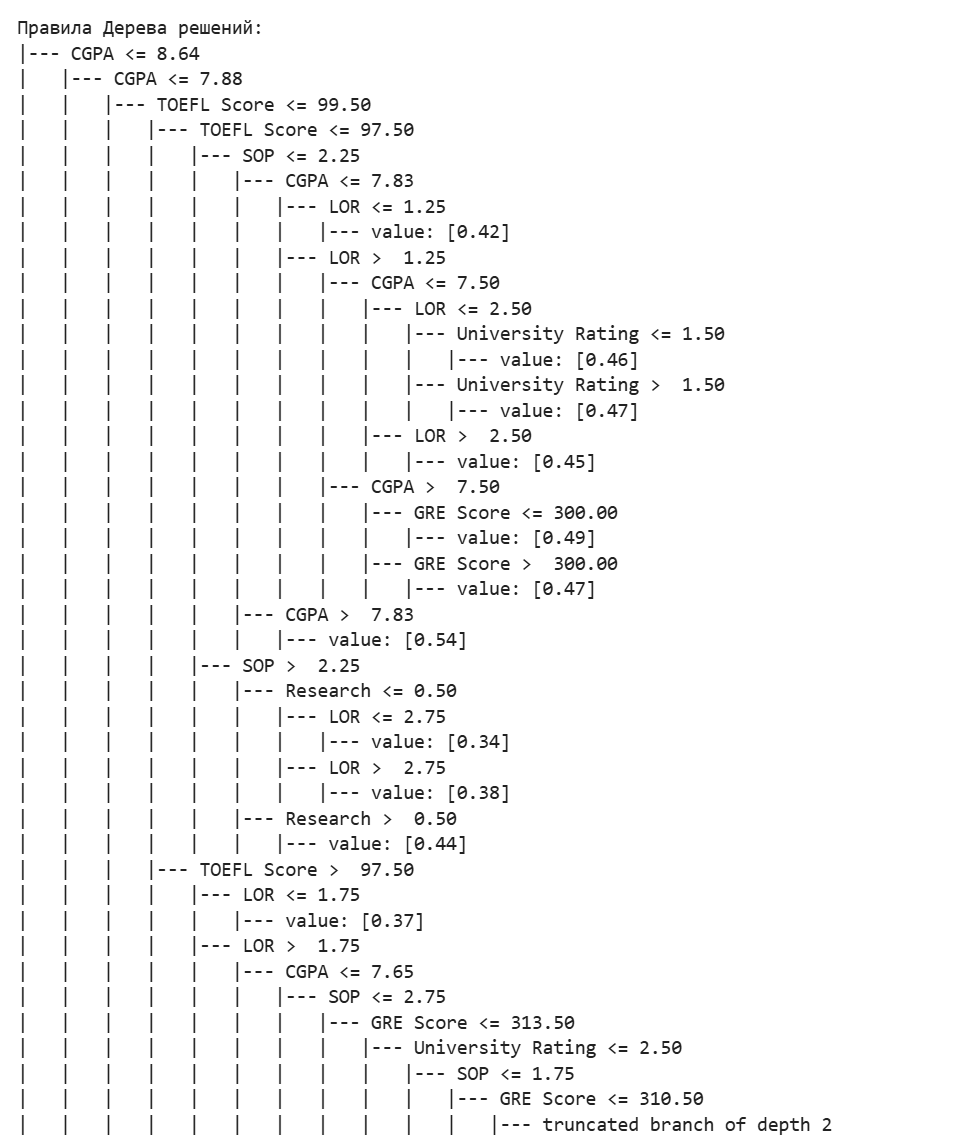 Правила Дерева решений:
|--- CGPA <= 8.64
|   |--- CGPA <= 7.88
|   |   |--- TOEFL Score <= 99.50
|   |   |   |--- TOEFL Score <= 97.50
|   |   |   |   |--- SOP <= 2.25
|   |   |   |   |   |--- CGPA <= 7.83
|   |   |   |   |   |   |--- LOR <= 1.25
|   |   |   |   |   |   |   |--- value: [0.42]
|   |   |   |   |   |   |--- LOR >  1.25
|   |   |   |   |   |   |   |--- CGPA <= 7.50
|   |   |   |   |   |   |   |   |--- LOR <= 2.50
|   |   |   |   |   |   |   |   |   |--- University Rating <= 1.50
|   |   |   |   |   |   |   |   |   |   |--- value: [0.46]
|   |   |   |   |   |   |   |   |   |--- University Rating >  1.50
|   |   |   |   |   |   |   |   |   |   |--- value: [0.47]
|   |   |   |   |   |   |   |   |--- LOR >  2.50
|   |   |   |   |   |   |   |   |   |--- value: [0.45]
|   |   |   |   |   |   |   |--- CGPA >  7.50
|   |   |   |   |   |   |   |   |--- GRE Score <= 300.00
|   |   |   |   |   |   |   |   |   |--- value: [0.49]
|   |   |   |   |   |   |   |   |--- GRE Score >  300.00
|   |   |   |   |   |   |   |   |   |--- value: [0.47]
|   |   |   |   |   |--- CGPA >  7.83
|   |   |   |   |   |   |--- value: [0.54]
|   |   |   |   |--- SOP >  2.25
|   |   |   |   |   |--- Research <= 0.50
|   |   |   |   |   |   |--- LOR <= 2.75
|   |   |   |   |   |   |   |--- value: [0.34]
|   |   |   |   |   |   |--- LOR >  2.75
|   |   |   |   |   |   |   |--- value: [0.38]
|   |   |   |   |   |--- Research >  0.50
|   |   |   |   |   |   |--- value: [0.44]
|   |   |   |--- TOEFL Score >  97.50
|   |   |   |   |--- LOR <= 1.75
|   |   |   |   |   |--- value: [0.37]
|   |   |   |   |--- LOR >  1.75
|   |   |   |   |   |--- CGPA <= 7.65
|   |   |   |   |   |   |--- SOP <= 2.75
|   |   |   |   |   |   |   |--- GRE Score <= 313.50
|   |   |   |   |   |   |   |   |--- University Rating <= 2.50
|   |   |   |   |   |   |   |   |   |--- SOP <= 1.75
|   |   |   |   |   |   |   |   |   |   |--- GRE Score <= 310.50
|   |   |   |   |   |   |   |   |   |   |   |--- truncated branch of depth 2